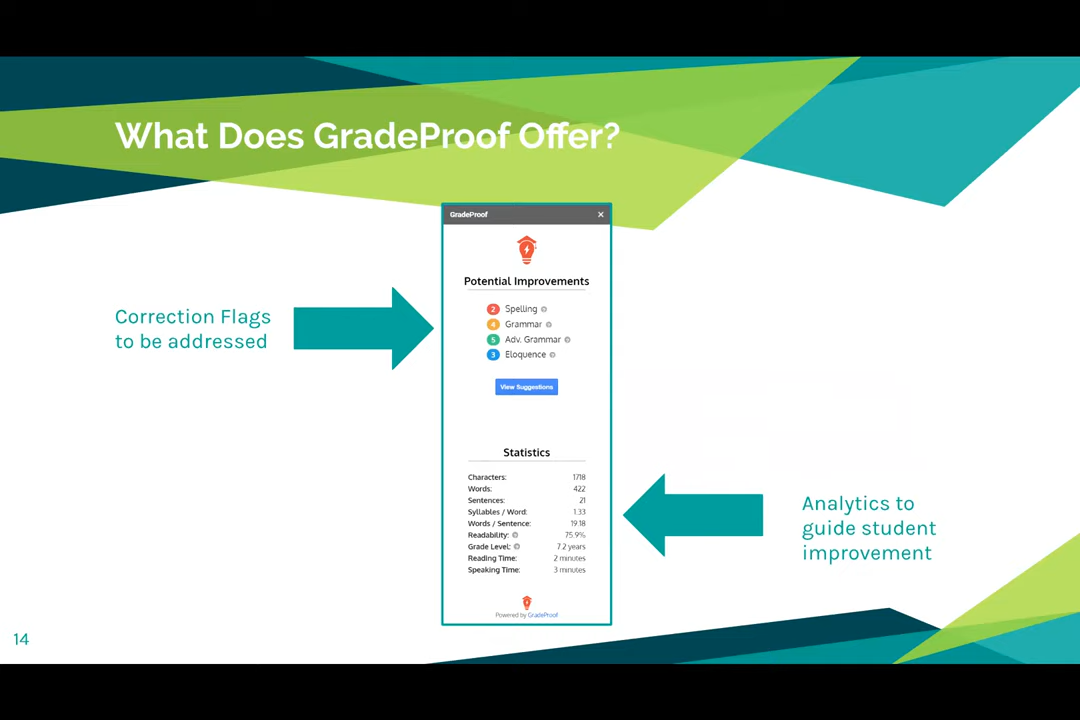 What Does GradeProof Offer?
GradeProof ×
Potential Improvements
Correction Flags
to be addressed
2 Spelling
4 Grammar
5 Adv. Grammar
3 Eloquence
View Suggestions
Statistics
Characters: 1718
Words: 422
Sentences: 21
Syllables / Word: 1.33
Words / Sentence: 19.18
Readability: 75.9%
Grade Level: 7.2 years
Reading Time: 2 minutes
Speaking Time: 3 minutes
Analytics to
guide student
improvement
Powered by GradeProof
14